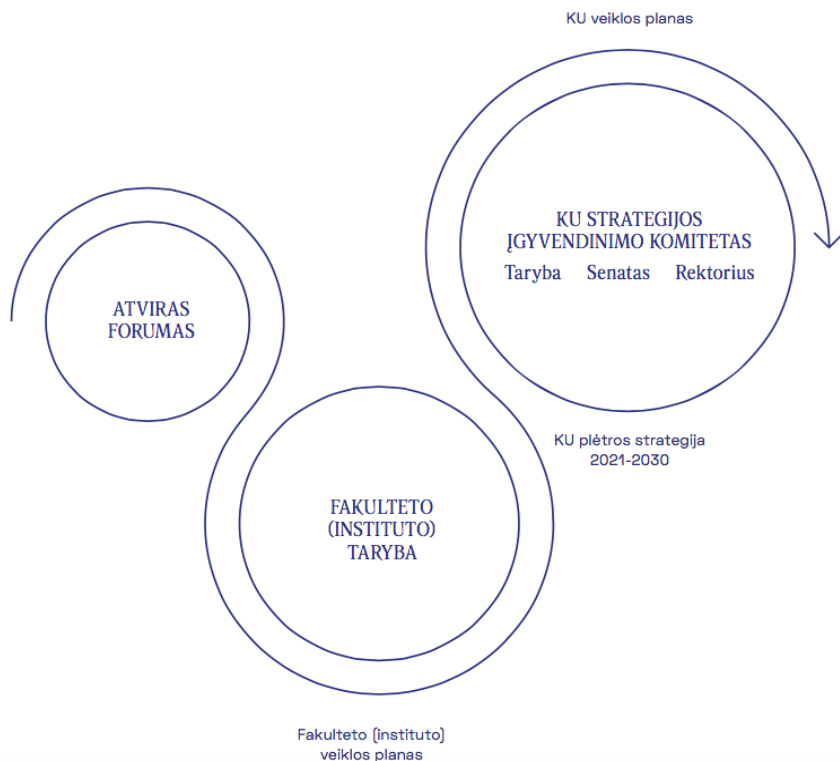 KU veiklos planas
KU STRATEGIJOS
ĮGYVENDINIMO KOMITETAS
Taryba Senatas Rektorius
ATVIRAS
FORUMAS
KU plėtros strategija
2021-2030
FAKULTETO
(INSTITUTO)
TARYBA
Fakulteto (instituto)
veiklos planas